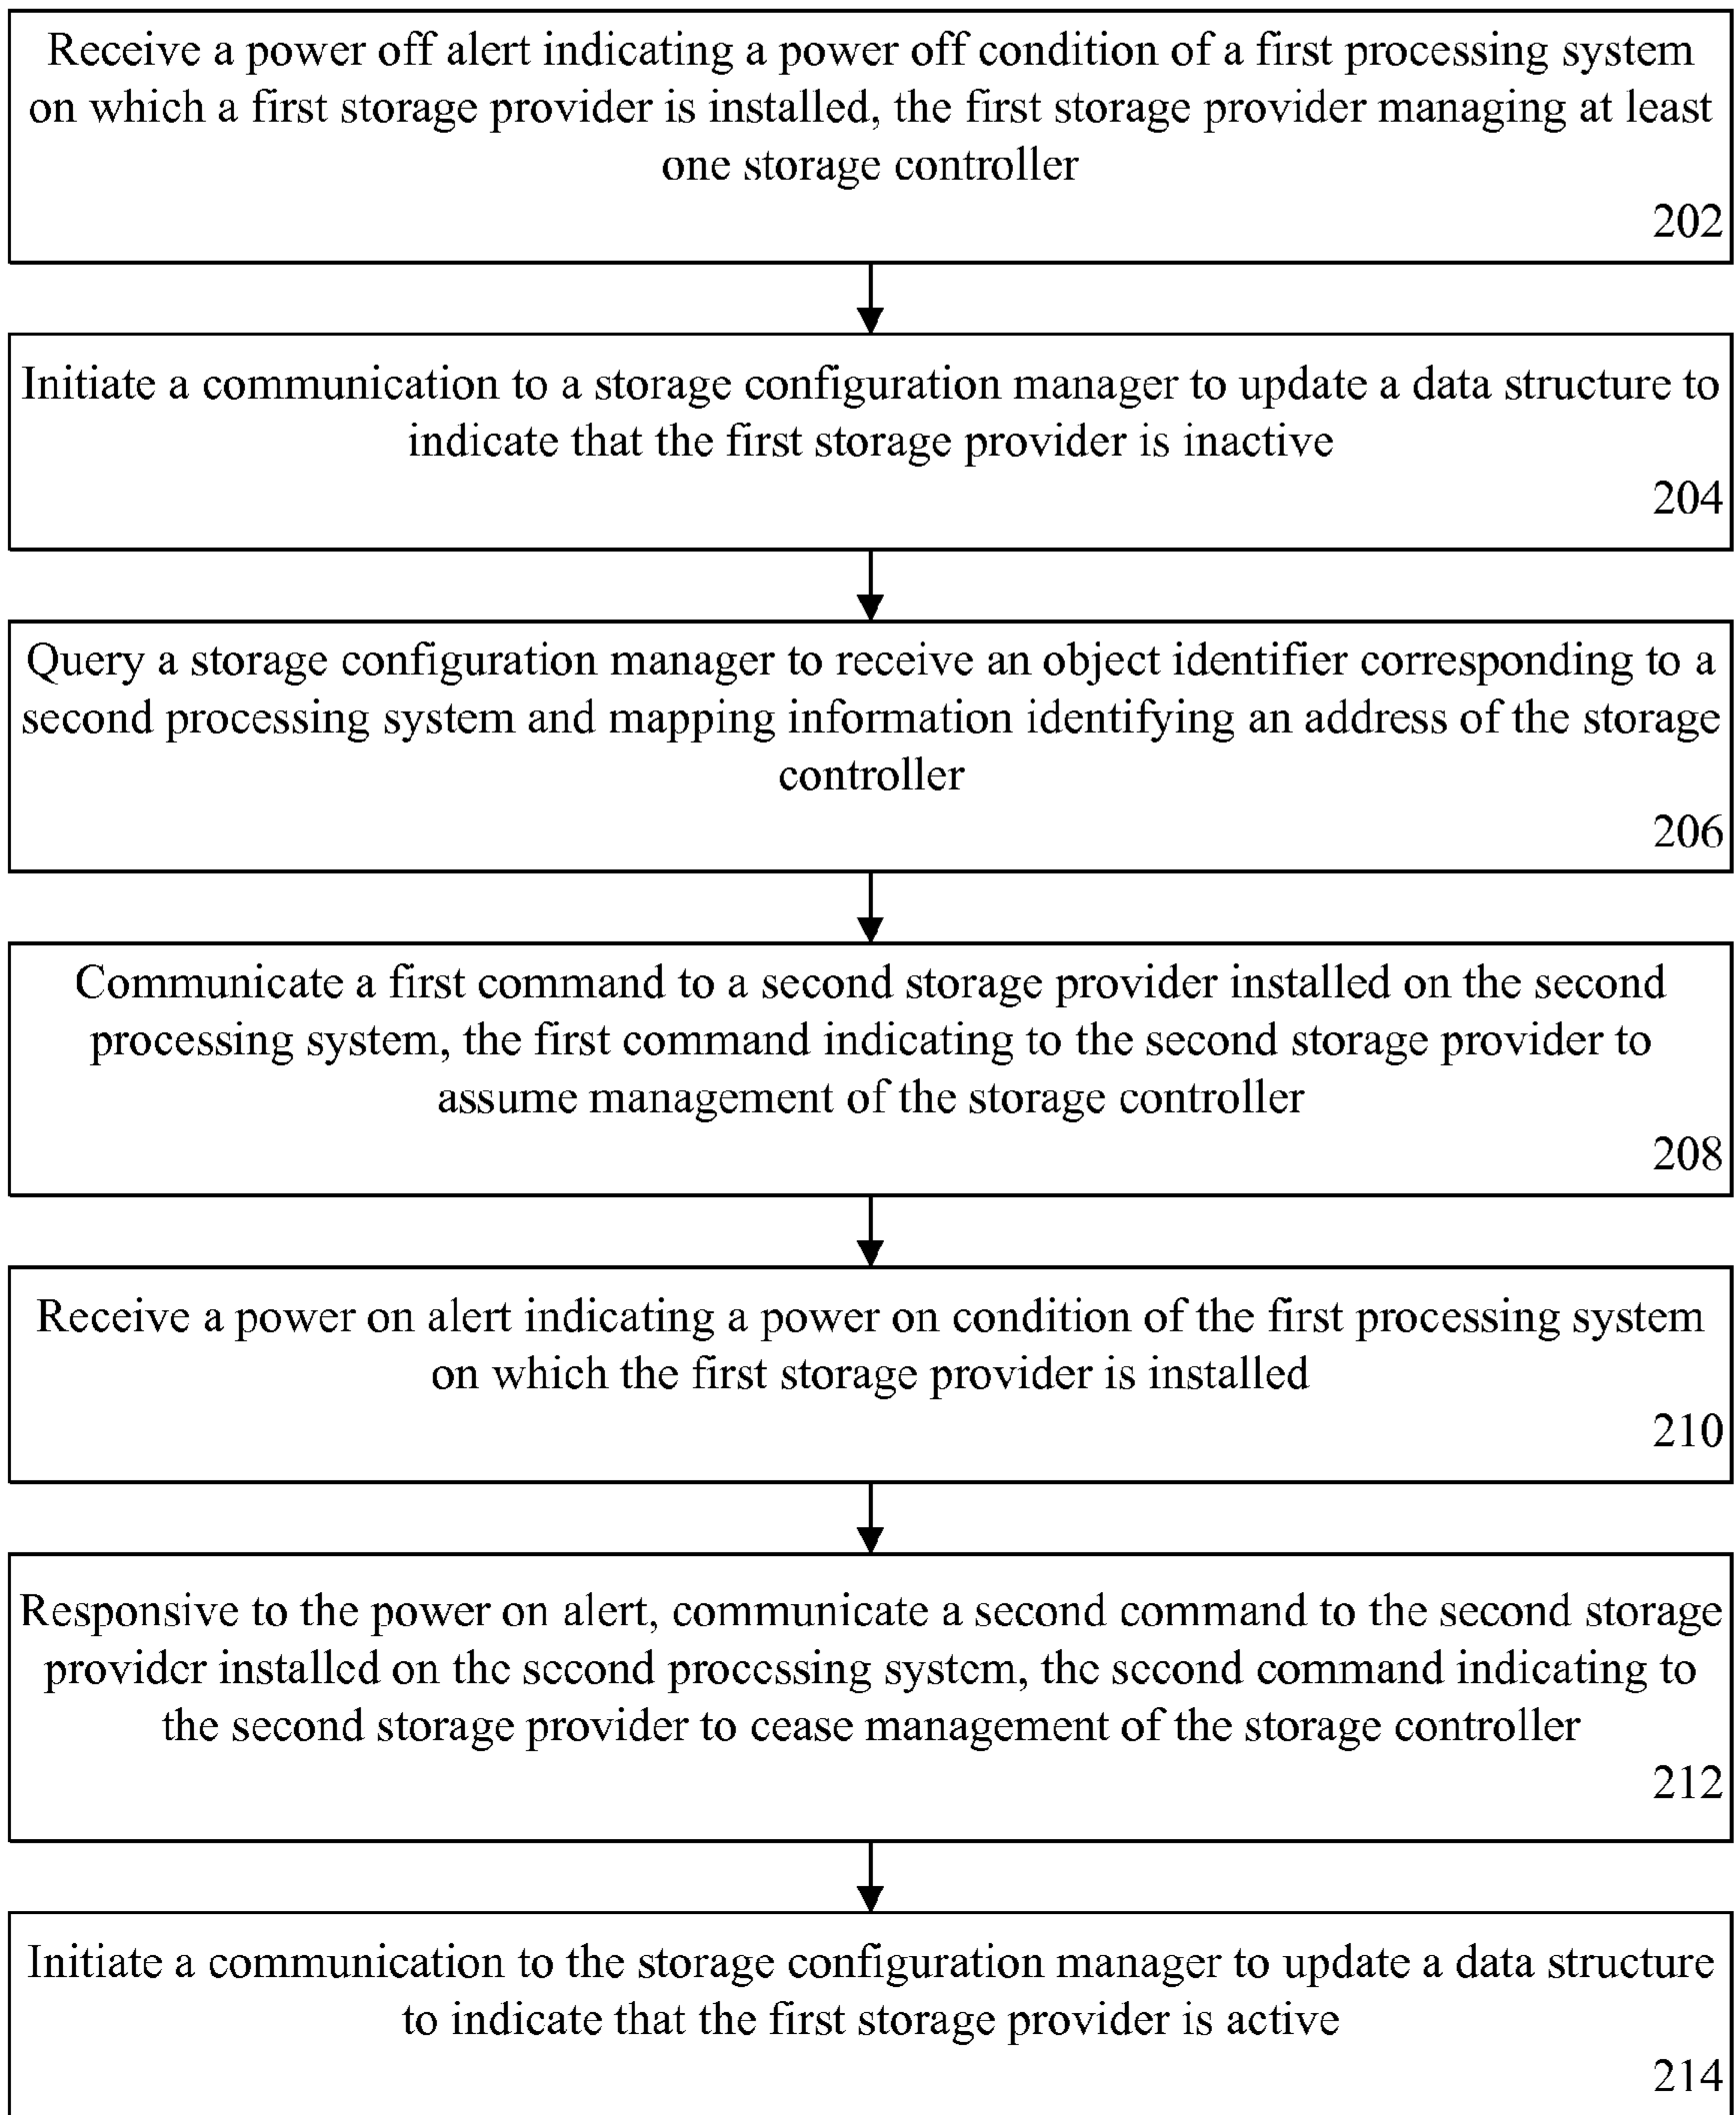 Receive a power off alert indicating a power off condition of a first processing system
on which a first storage provider is installed, the first storage provider managing at least
one storage controller
202
Initiate a communication to a storage configuration manager to update a data structure to
indicate that the first storage provider is inactive
204
Query a storage configuration manager to receive an object identifier corresponding to a
second processing system and mapping information identifying an address of the storage
controller
206
Communicate a first command to a second storage provider installed on the second
processing system, the first command indicating to the second storage provider to
assume management of the storage controller
208
Receive a power on alert indicating a power on condition of the first processing system
on which the first storage provider is installed
210
Responsive to the power on alert, communicate a second command to the second storage
provider installed on the second processing system, the second command indicating to
the second storage provider to cease management of the storage controller
212
Initiate a communication to the storage configuration manager to update a data structure
to indicate that the first storage provider is active
214